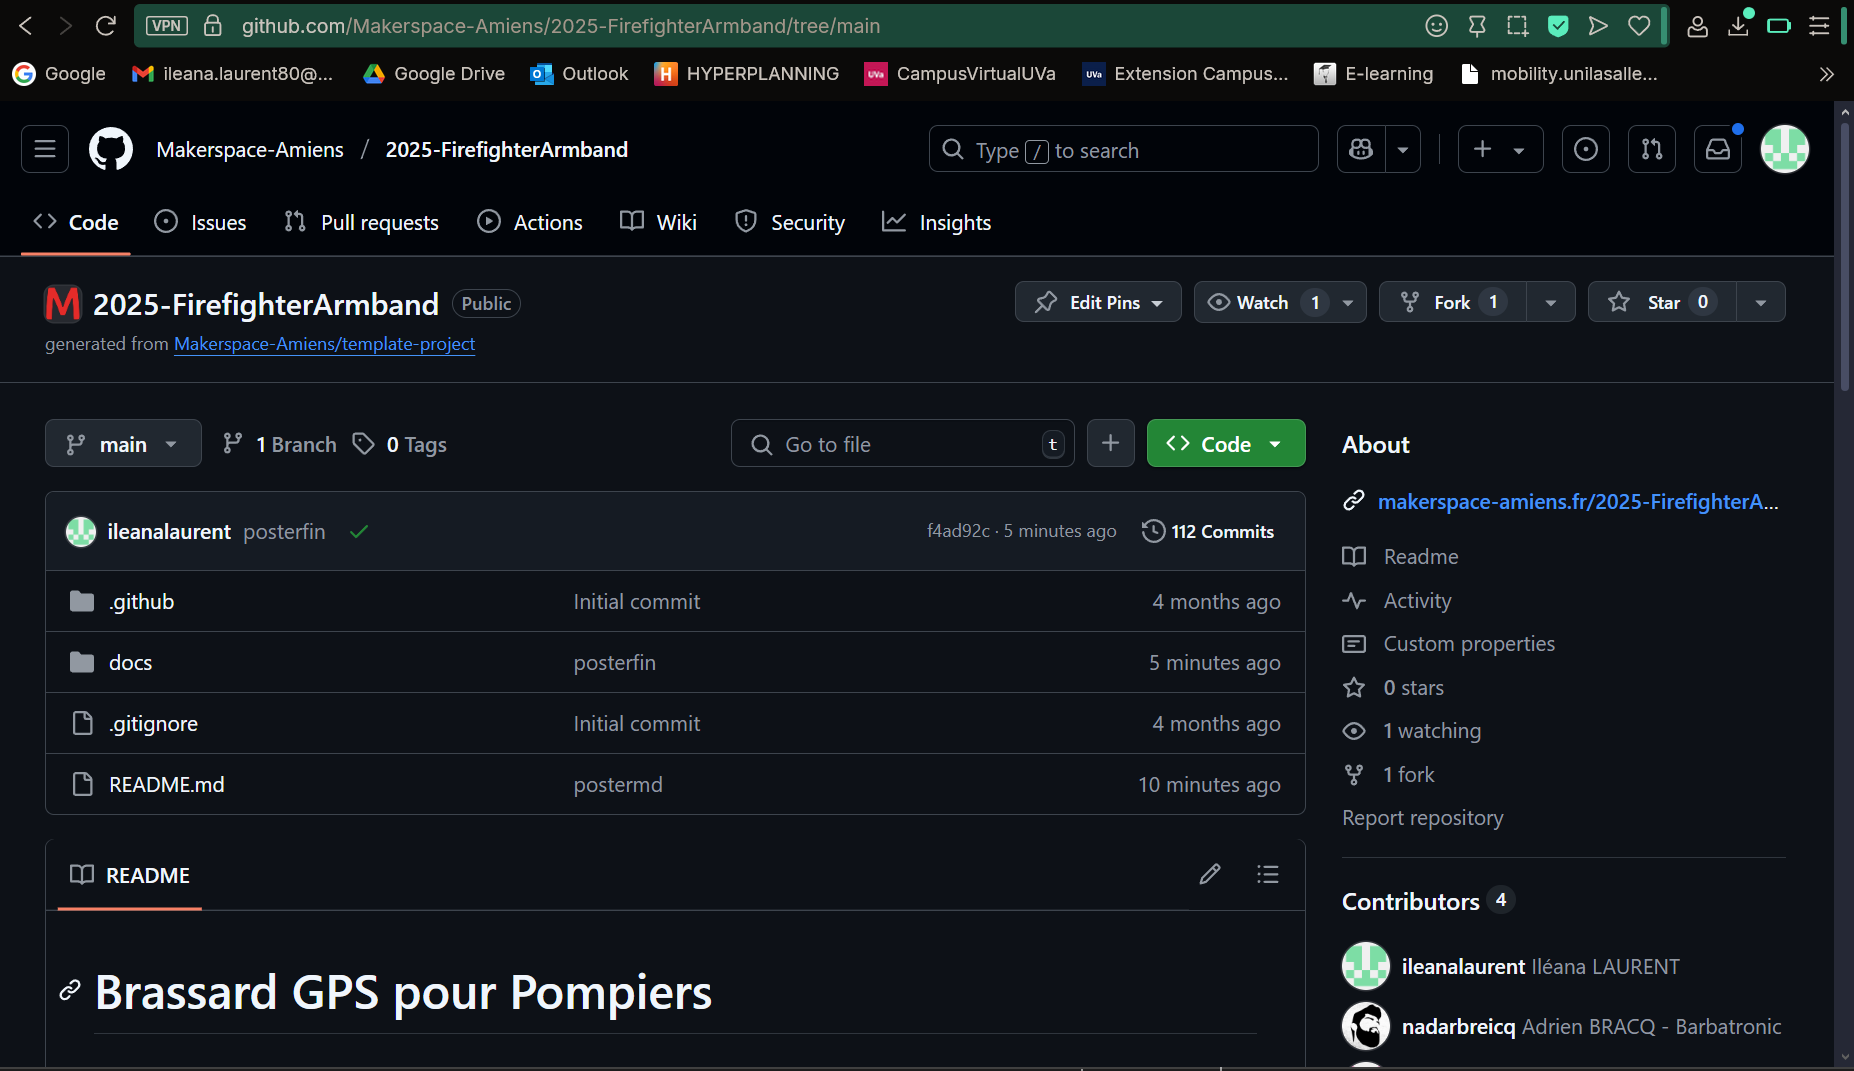 VPN github.com/Makerspace-Amiens/2025-FirefighterArmband/tree/main
Google ileana.laurent80@... Google Drive Outlook HYPERPLANNING CampusVirtualUVa Extension Campus... E-learning mobility.unilasalle...
Makerspace-Amiens / 2025-FirefighterArmband Type / to search
Code Issues Pull requests Actions Wiki Security Insights
2025-FirefighterArmband Public Edit Pins Watch 1 Fork 1 Star 0
generated from Makerspace-Amiens/template-project
main 1 Branch 0 Tags Go to file t Code
ileanalaurent posterfin f4ad92c · 5 minutes ago 112 Commits
.github Initial commit 4 months ago
docs posterfin 5 minutes ago
.gitignore Initial commit 4 months ago
README.md postermd 10 minutes ago
README
Brassard GPS pour Pompiers
About
makerspace-amiens.fr/2025-FirefighterA...
Readme
Activity
Custom properties
0 stars
1 watching
1 fork
Report repository
Contributors 4
ileanalaurent Iléana LAURENT
nadarbreicq Adrien BRACQ - Barbatronic